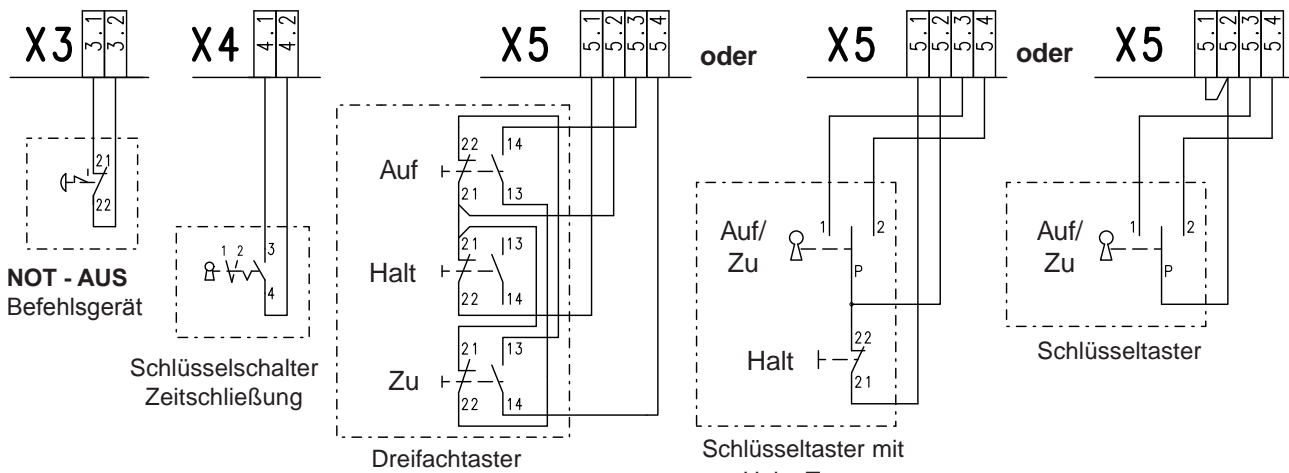 X3
3.1
3.2
X4
4.1
4.2
X5
5.1
5.2
5.3
5.4
oder
X5
5.1
5.2
5.3
5.4
oder
X5
5.1
5.2
5.3
5.4
21
22
NOT - AUS
Befehlsgerät
1
2
3
4
Schlüsselschalter
Zeitschließung
Auf
22
14
21
13
Halt
21
13
22
14
Zu
21
13
22
14
Dreifachtaster
Auf/
Zu
1
2
P
Halt
22
21
Schlüsseltaster mit
Auf/
Zu
1
2
P
Schlüsseltaster